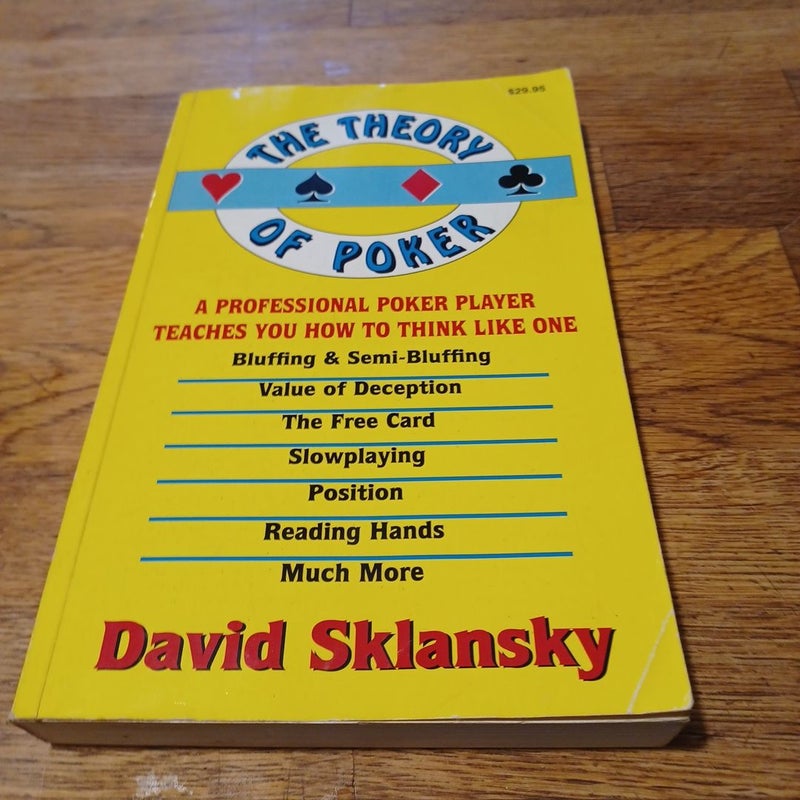 $29.95
THE THEORY
OF POKER
A PROFESSIONAL POKER PLAYER
TEACHES YOU HOW TO THINK LIKE ONE
Bluffing & Semi-Bluffing
Value of Deception
The Free Card
Slowplaying
Position
Reading Hands
Much More
David Sklansky